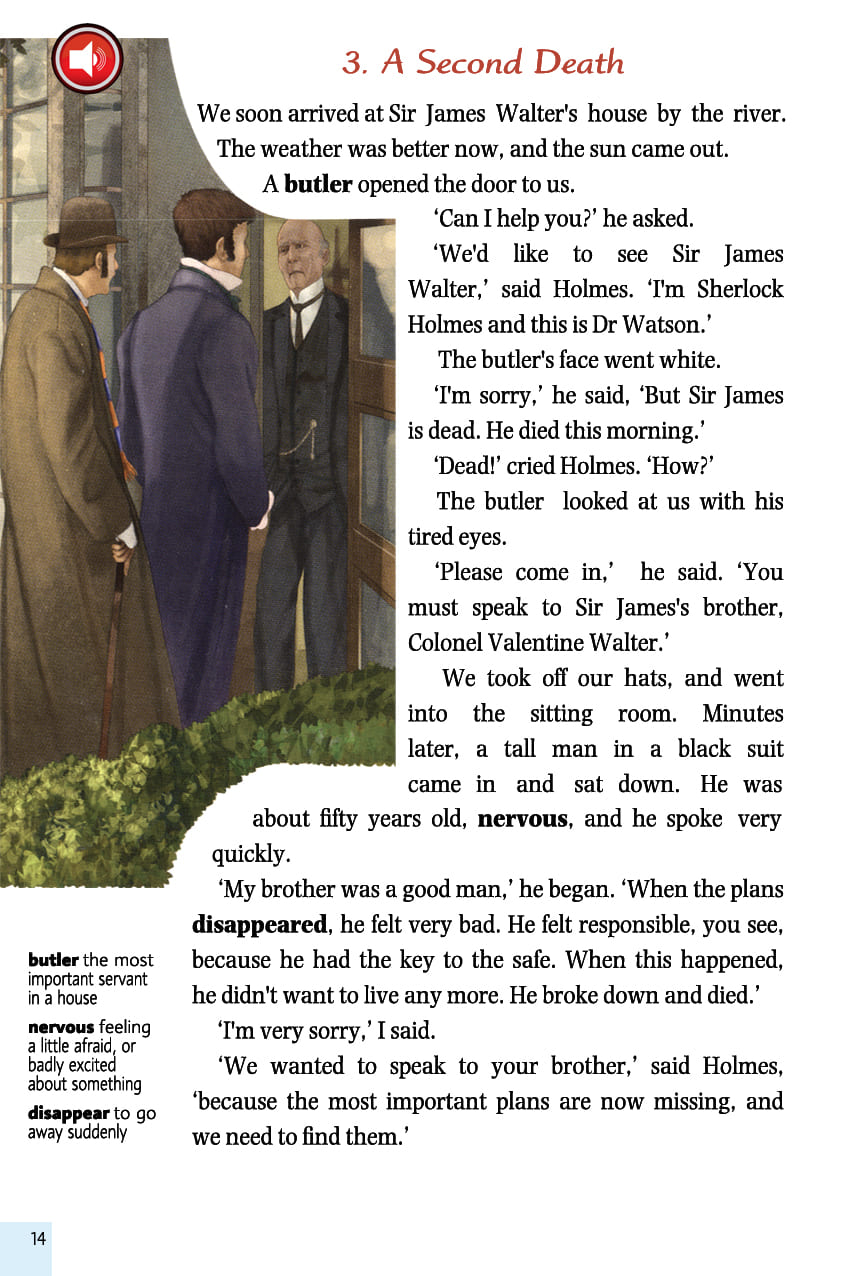 3. A Second Death
We soon arrived at Sir James Walter's house by the river.
The weather was better now, and the sun came out.
A butler opened the door to us.
‘Can I help you?’ he asked.
‘We'd like to see Sir James
Walter,’ said Holmes. ‘I'm Sherlock
Holmes and this is Dr Watson.’
The butler's face went white.
‘I'm sorry,’ he said, ‘But Sir James
is dead. He died this morning.’
‘Dead!’ cried Holmes. ‘How?’
The butler looked at us with his
tired eyes.
‘Please come in,’ he said. ‘You
must speak to Sir James's brother,
Colonel Valentine Walter.’
We took off our hats, and went
into the sitting room. Minutes
later, a tall man in a black suit
came in and sat down. He was
about fifty years old, nervous, and he spoke very
quickly.
‘My brother was a good man,’ he began. ‘When the plans
disappeared, he felt very bad. He felt responsible, you see,
because he had the key to the safe. When this happened,
he didn't want to live any more. He broke down and died.’
‘I'm very sorry,’ I said.
‘We wanted to speak to your brother,’ said Holmes,
‘because the most important plans are now missing, and
we need to find them.’
butler the most
important servant
in a house
nervous feeling
a little afraid, or
badly excited
about something
disappear to go
away suddenly
14